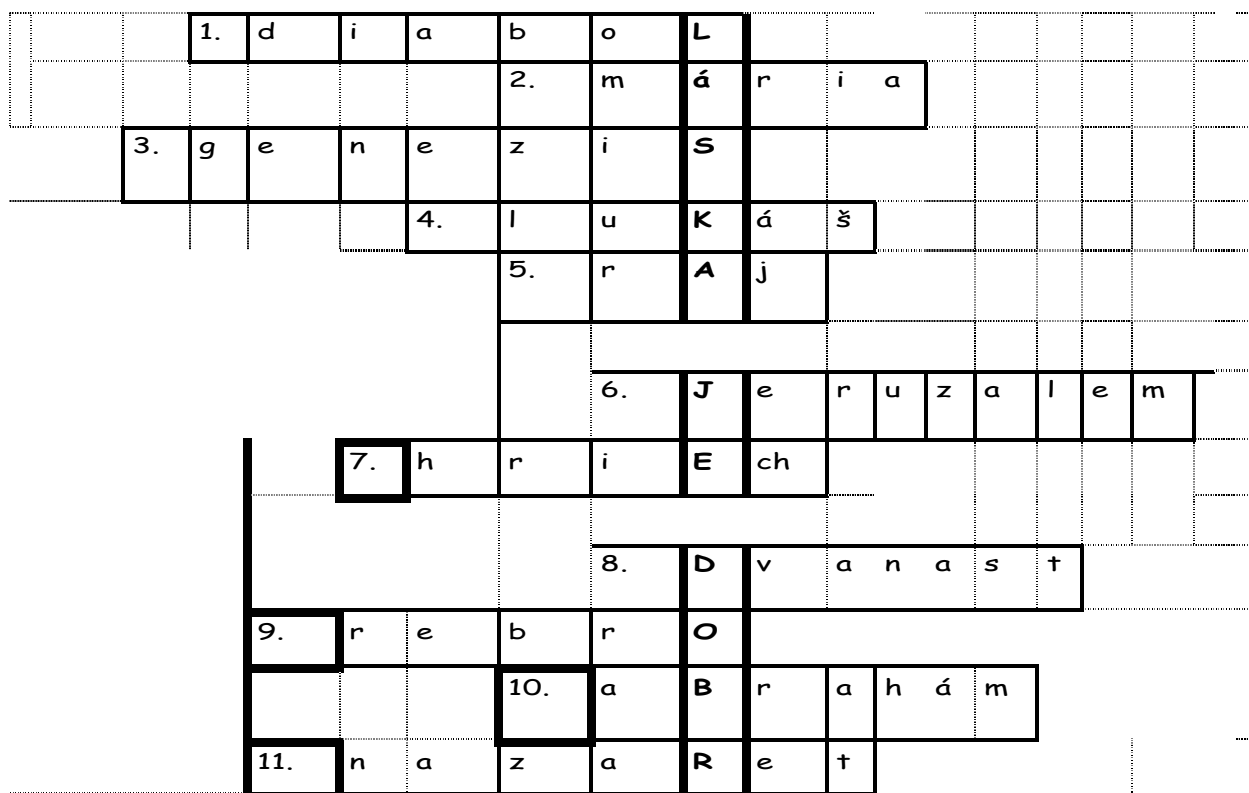 1. d i a b o L
2. m á r i a
3. g e n e z i S
4. l u K á š
5. r A j
6. J e r u z a l e m
7. h r i E ch
8. D v a n a s t
9. r e b r O
10. a B r a h á m
11. n a z a R e t